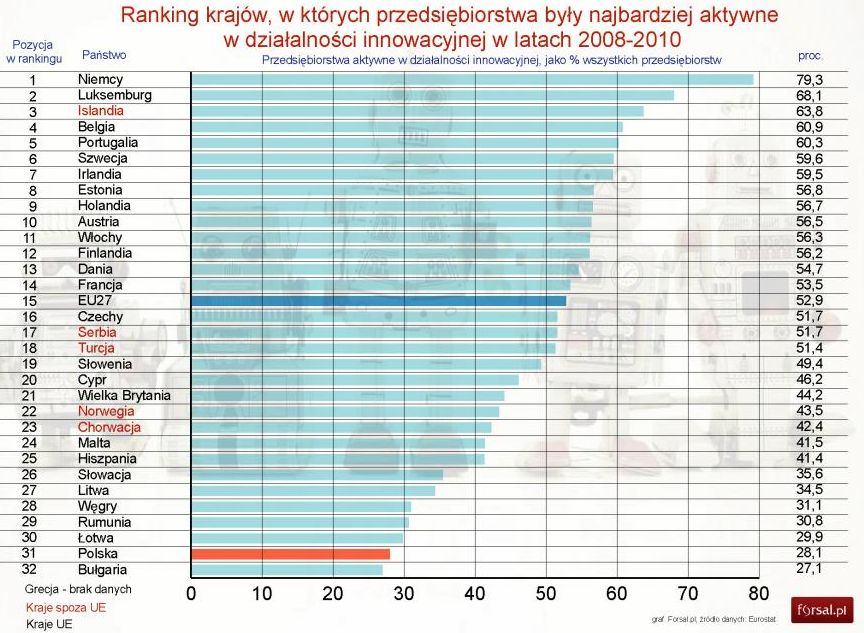 Ranking krajów, w których przedsiębiorstwa były najbardziej aktywne
w działalności innowacyjnej w latach 2008-2010
Przedsiębiorstwa aktywne w działalności innowacyjnej, jako % wszystkich przedsiębiorstw
Pozycja w rankingu Państwo proc.
1 Niemcy 79,3
2 Luksemburg 68,1
3 Islandia 63,8
4 Belgia 60,9
5 Portugalia 60,3
6 Szwecja 59,6
7 Irlandia 59,5
8 Estonia 56,8
9 Holandia 56,7
10 Austria 56,5
11 Włochy 56,3
12 Finlandia 56,2
13 Dania 54,7
14 Francja 53,5
15 EU27 52,9
16 Czechy 51,7
17 Serbia 51,7
18 Turcja 51,4
19 Słowenia 49,4
20 Cypr 46,2
21 Wielka Brytania 44,2
22 Norwegia 43,5
23 Chorwacja 42,4
24 Malta 41,5
25 Hiszpania 41,4
26 Słowacja 35,6
27 Litwa 34,5
28 Węgry 31,1
29 Rumunia 30,8
30 Łotwa 29,9
31 Polska 28,1
32 Bułgaria 27,1
0 10 20 30 40 50 60 70 80
Grecja - brak danych
Kraje spoza UE
Kraje UE
graf. Forsal.pl, źródło danych: Eurostat
forsal.pl